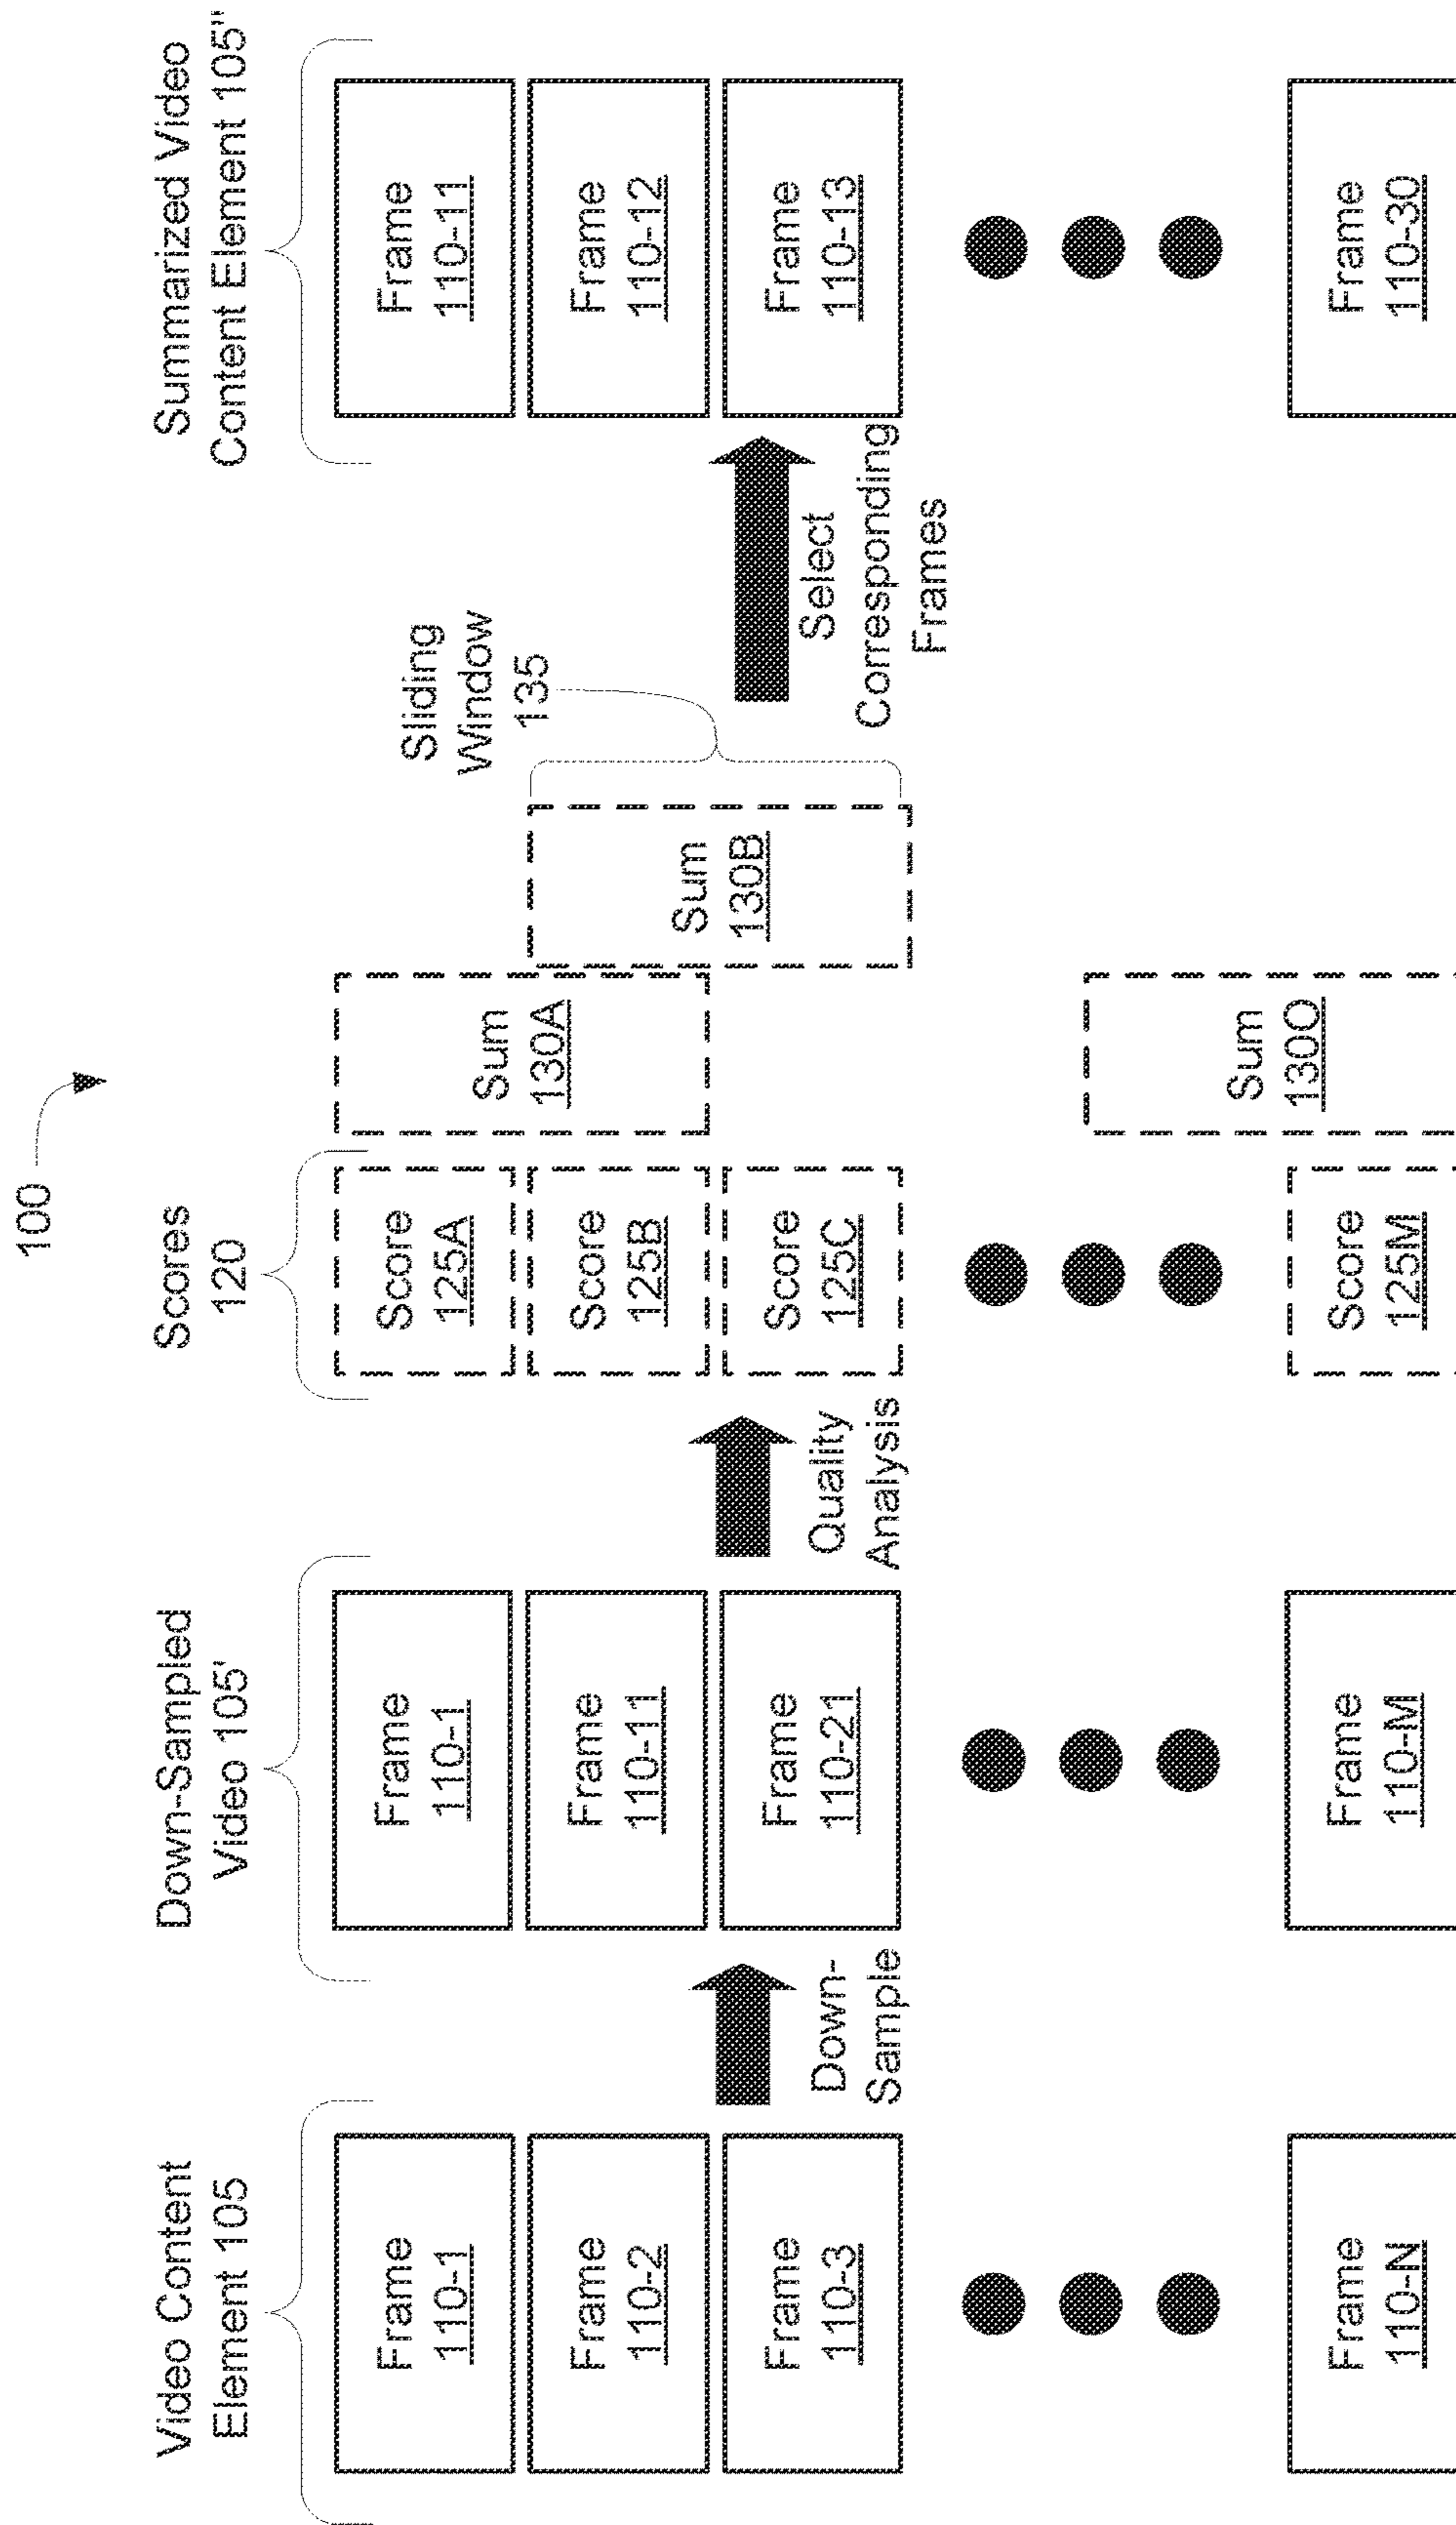 100
Video Content
Element 105
Frame
110-1
Frame
110-2
Frame
110-3
Frame
110-N
Down-
Sample
Down-Sampled
Video 105'
Frame
110-1
Frame
110-11
Frame
110-21
Frame
110-M
Quality
Analysis
Scores
120
Score
125A
Score
125B
Score
125C
Score
125M
Sum
130A
Sum
130B
Sum
130O
Sliding
Window
135
Select
Corresponding
Frames
Summarized Video
Content Element 105"
Frame
110-11
Frame
110-12
Frame
110-13
Frame
110-30